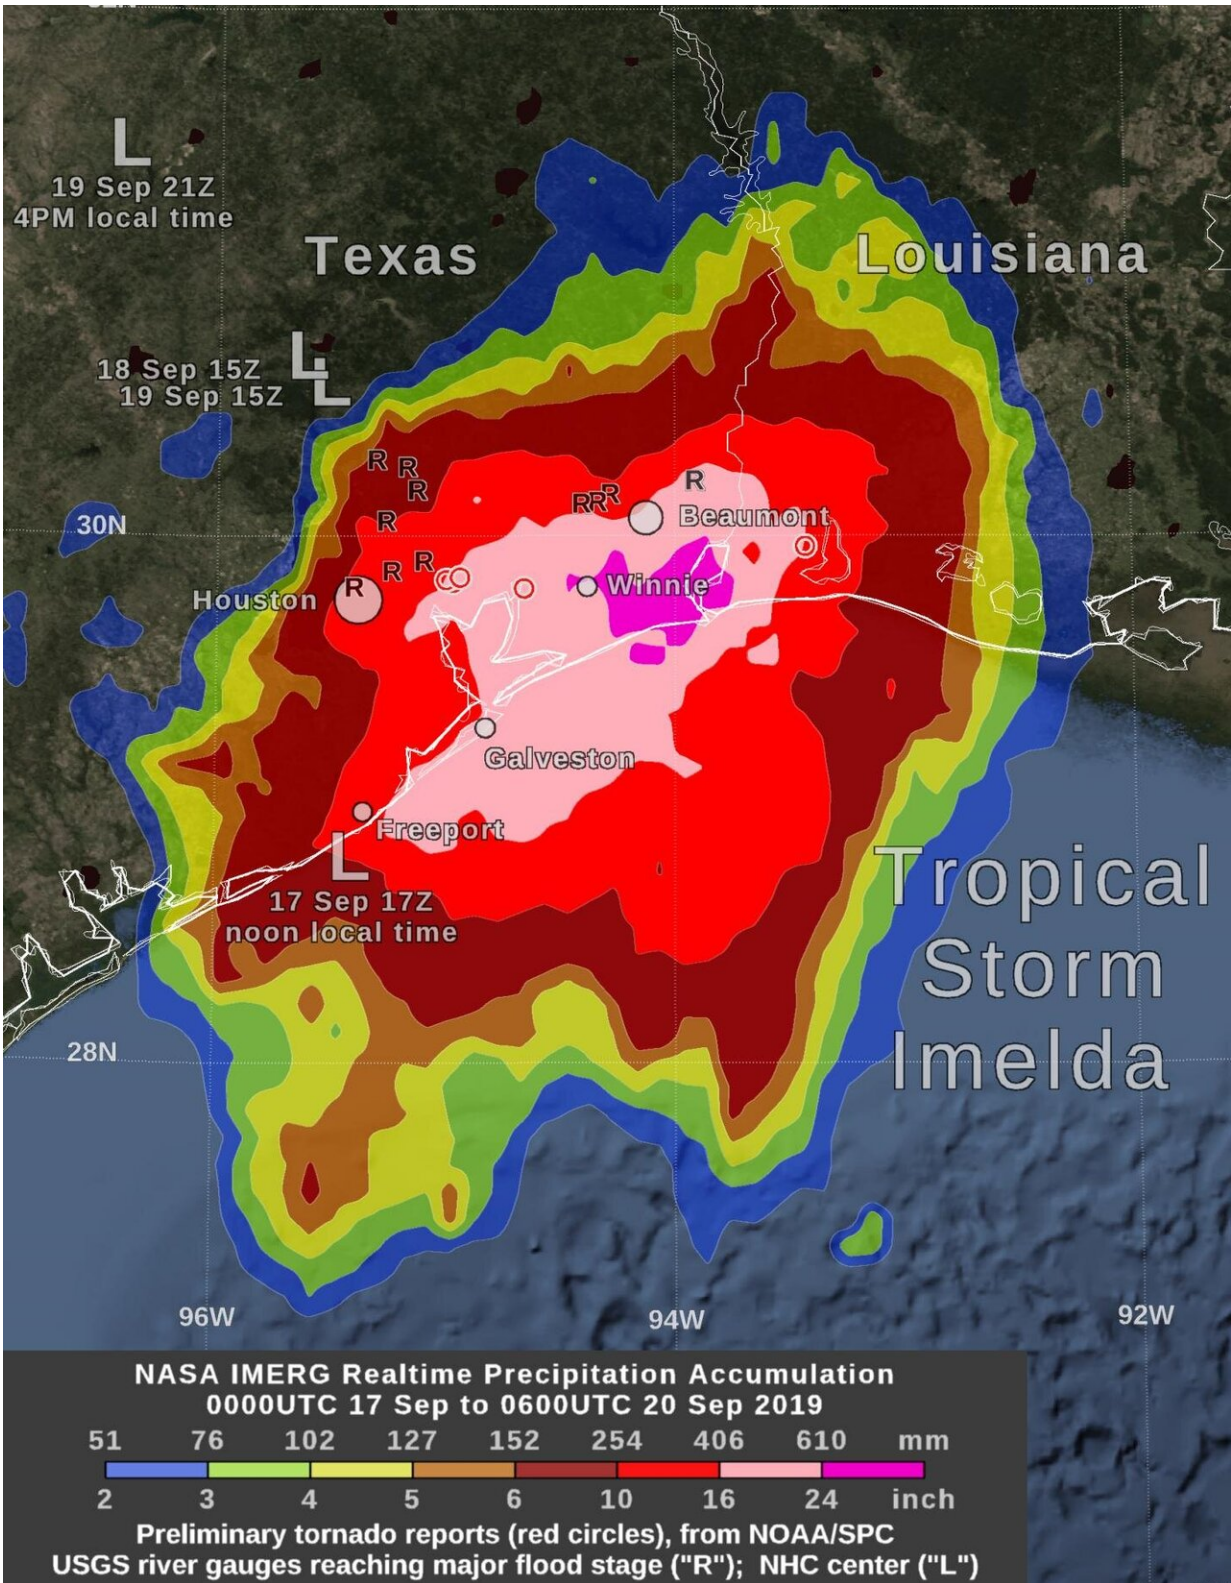 32N
L
19 Sep 21Z
4PM local time
Texas
Louisiana
L
18 Sep 15Z
L
19 Sep 15Z
R
R
R
R
R
R
R
R
Beaumont
30N
R
R
R
Houston
Winnie
Galveston
Freeport
L
17 Sep 17Z
noon local time
Tropical
Storm
Imelda
28N
96W
94W
92W
NASA IMERG Realtime Precipitation Accumulation
0000UTC 17 Sep to 0600UTC 20 Sep 2019
51 76 102 127 152 254 406 610 mm
2 3 4 5 6 10 16 24 inch
Preliminary tornado reports (red circles), from NOAA/SPC
USGS river gauges reaching major flood stage ("R"); NHC center ("L")